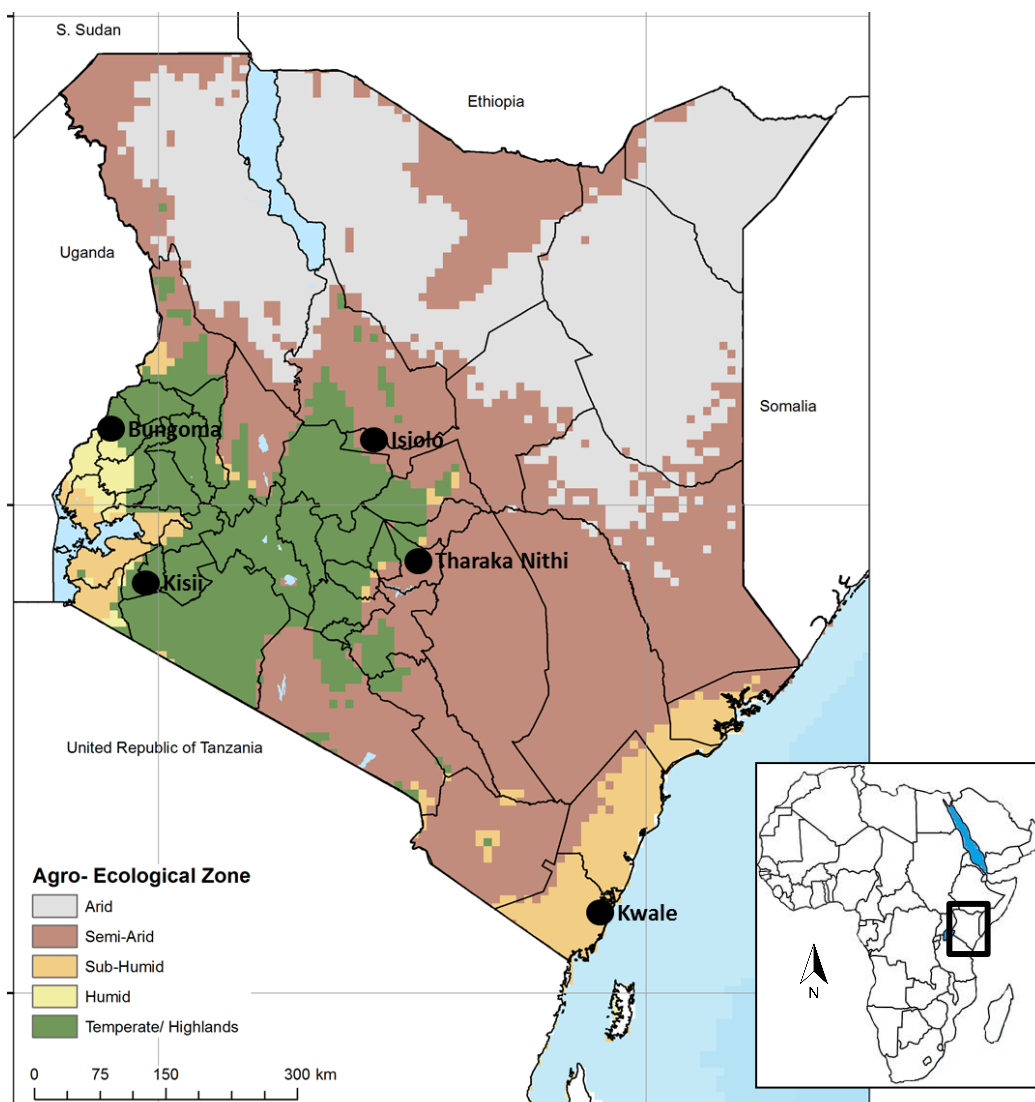 S. Sudan
Ethiopia
Uganda
Somalia
Bungoma
Isiolo
Tharaka Nithi
Kisii
United Republic of Tanzania
Kwale
Agro- Ecological Zone
Arid
Semi-Arid
Sub-Humid
Humid
Temperate/ Highlands
0 75 150 300 km
N